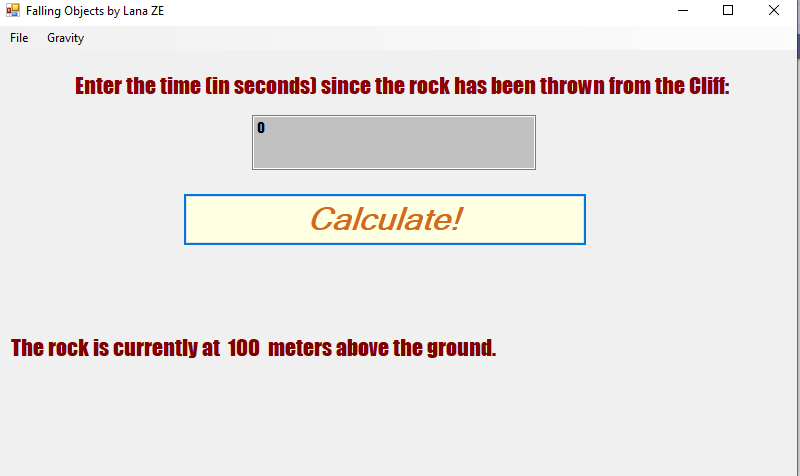 Falling Objects by Lana ZE
File Gravity
Enter the time (in seconds) since the rock has been thrown from the Cliff:
0
Calculate!
The rock is currently at 100 meters above the ground.